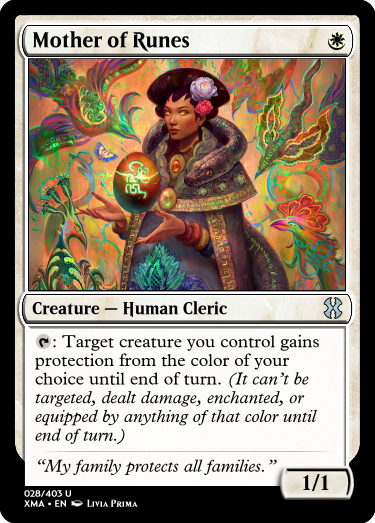 Mother of Runes
Creature — Human Cleric
: Target creature you control gains
protection from the color of your
choice until end of turn. (It can't be
targeted, dealt damage, enchanted, or
equipped by anything of that color until
end of turn.)
"My family protects all families."
1/1
028/403 U
XMA • EN Livia Prima